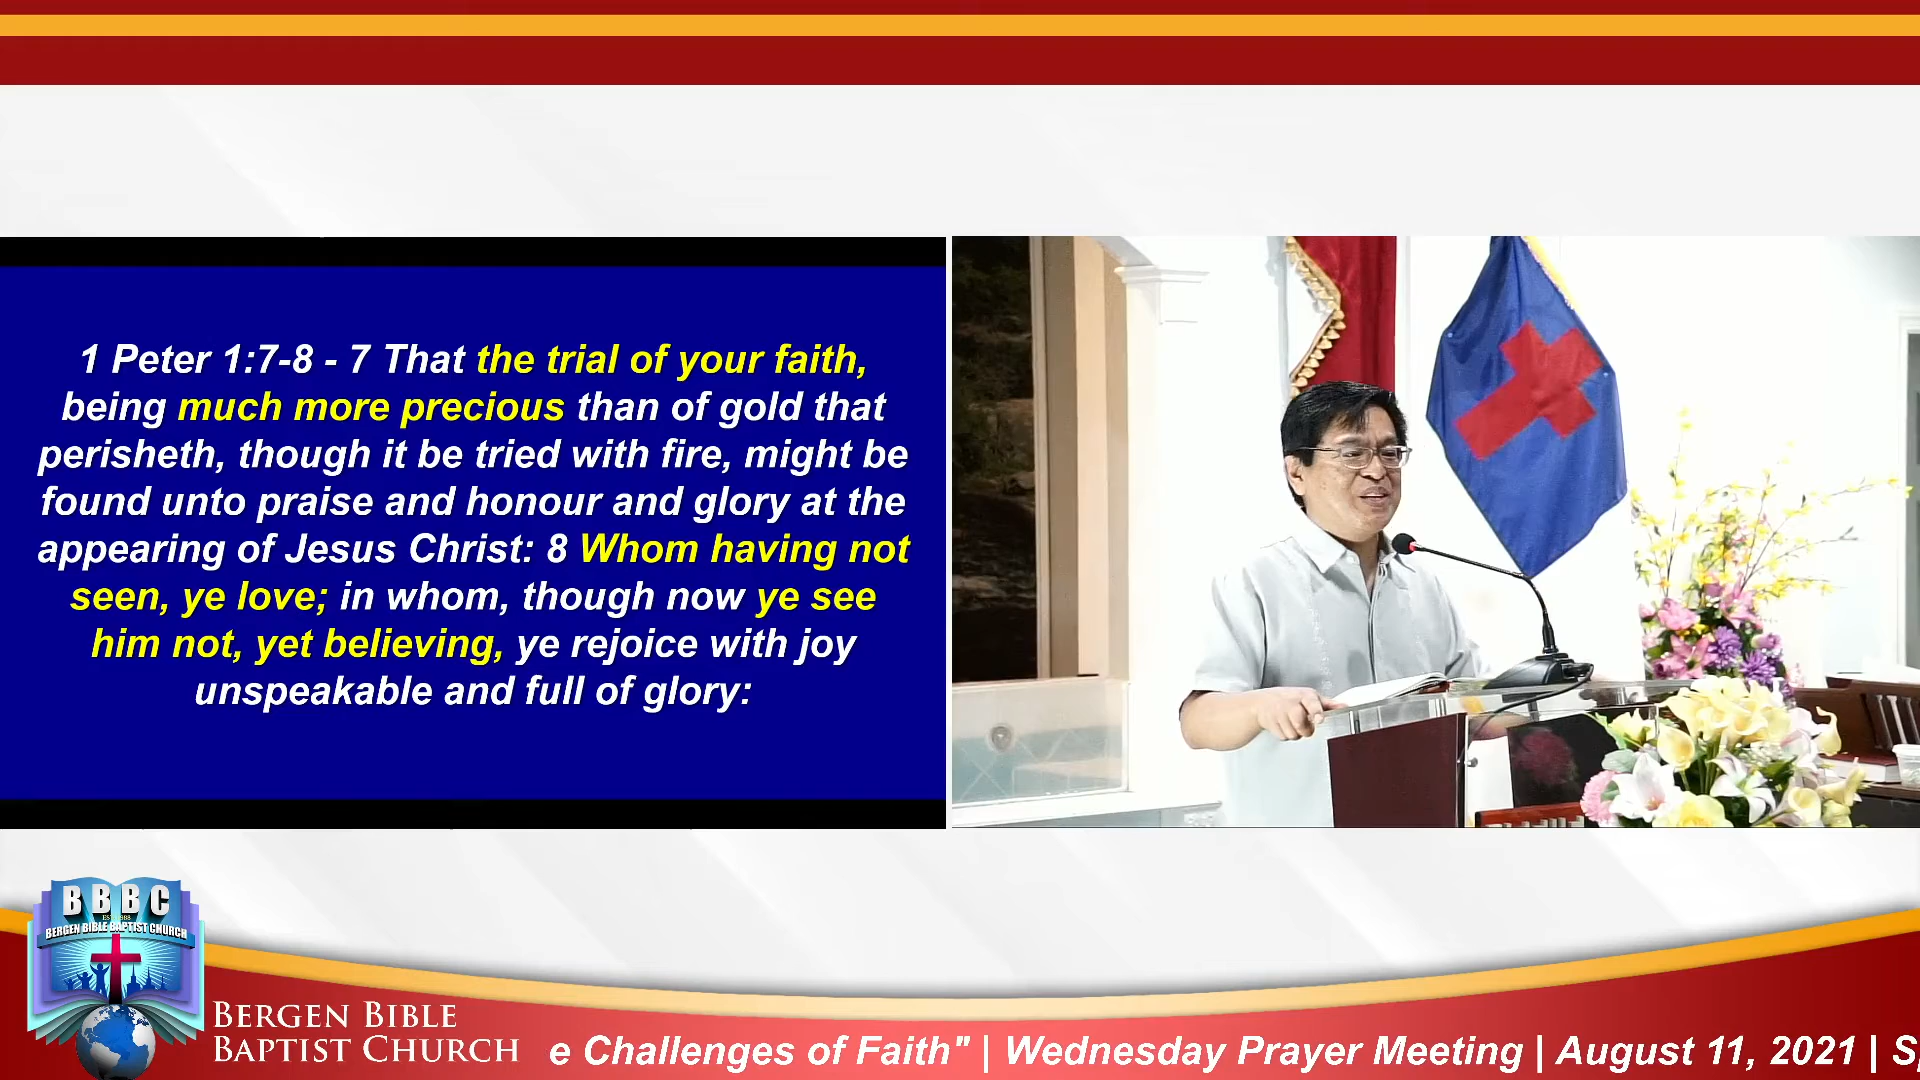 1 Peter 1:7-8 - 7 That the trial of your faith,
being much more precious than of gold that
perisheth, though it be tried with fire, might be
found unto praise and honour and glory at the
appearing of Jesus Christ: 8 Whom having not
seen, ye love; in whom, though now ye see
him not, yet believing, ye rejoice with joy
unspeakable and full of glory:
BBBC
BERGEN BIBLE BAPTIST CHURCH
BERGEN BIBLE
BAPTIST CHURCH
e Challenges of Faith" | Wednesday Prayer Meeting | August 11, 2021 | S